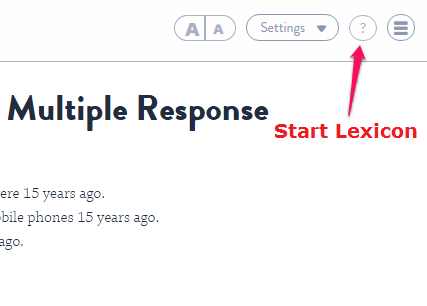 A A Settings ?
Multiple Response
Start Lexicon
ere 15 years ago.
bile phones 15 years ago.
ago.